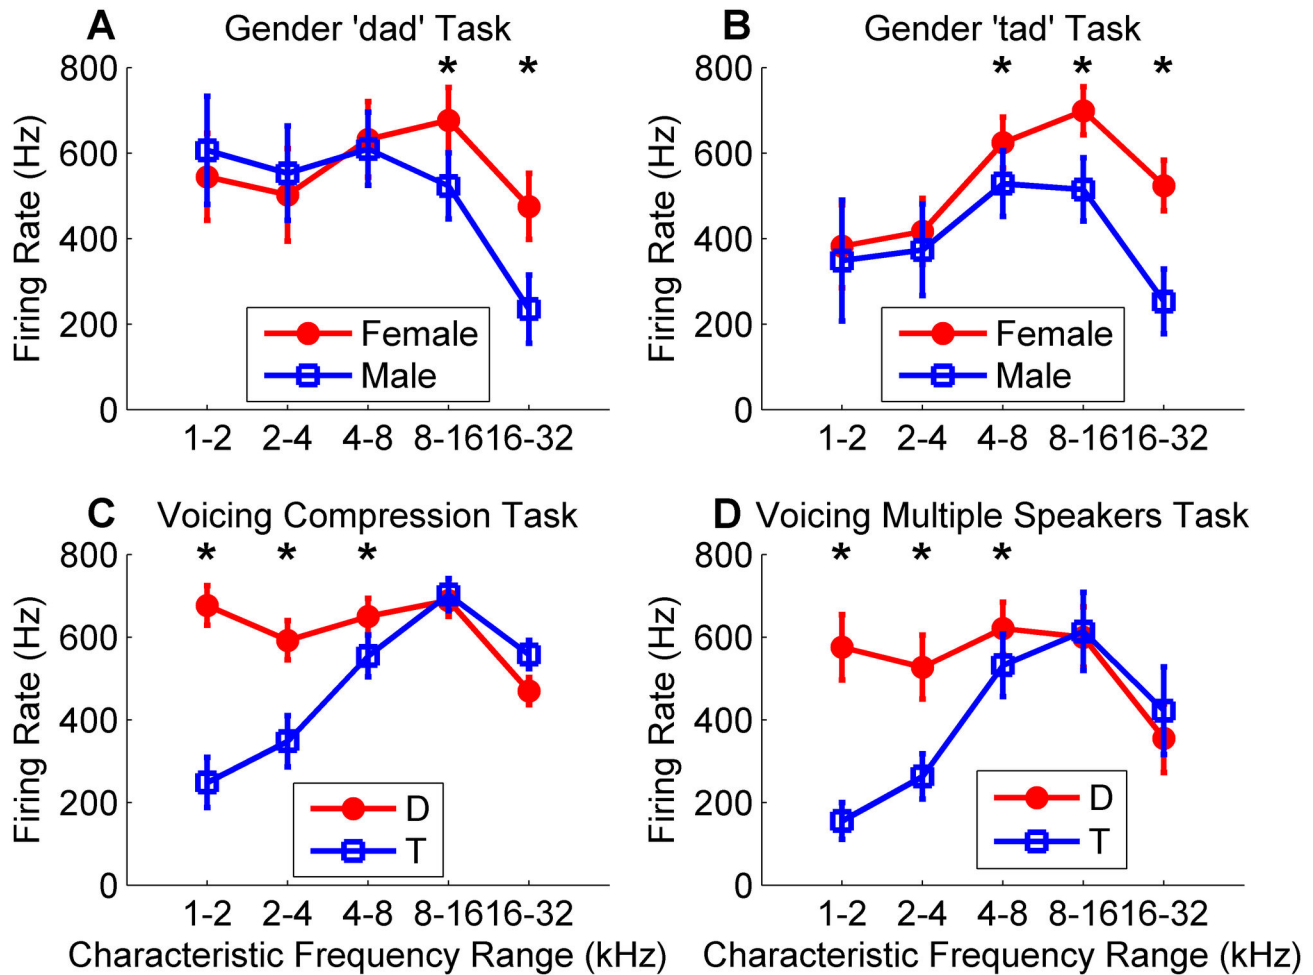 A
Gender 'dad' Task
*
*
Firing Rate (Hz)
800
600
400
200
0
Female
Male
1-2
2-4
4-8
8-16
16-32
B
Gender 'tad' Task
*
*
*
Firing Rate (Hz)
800
600
400
200
0
Female
Male
1-2
2-4
4-8
8-16
16-32
C
Voicing Compression Task
*
*
*
Firing Rate (Hz)
800
600
400
200
0
D
T
1-2
2-4
4-8
8-16
16-32
Characteristic Frequency Range (kHz)
D
Voicing Multiple Speakers Task
*
*
*
Firing Rate (Hz)
800
600
400
200
0
D
T
1-2
2-4
4-8
8-16
16-32
Characteristic Frequency Range (kHz)